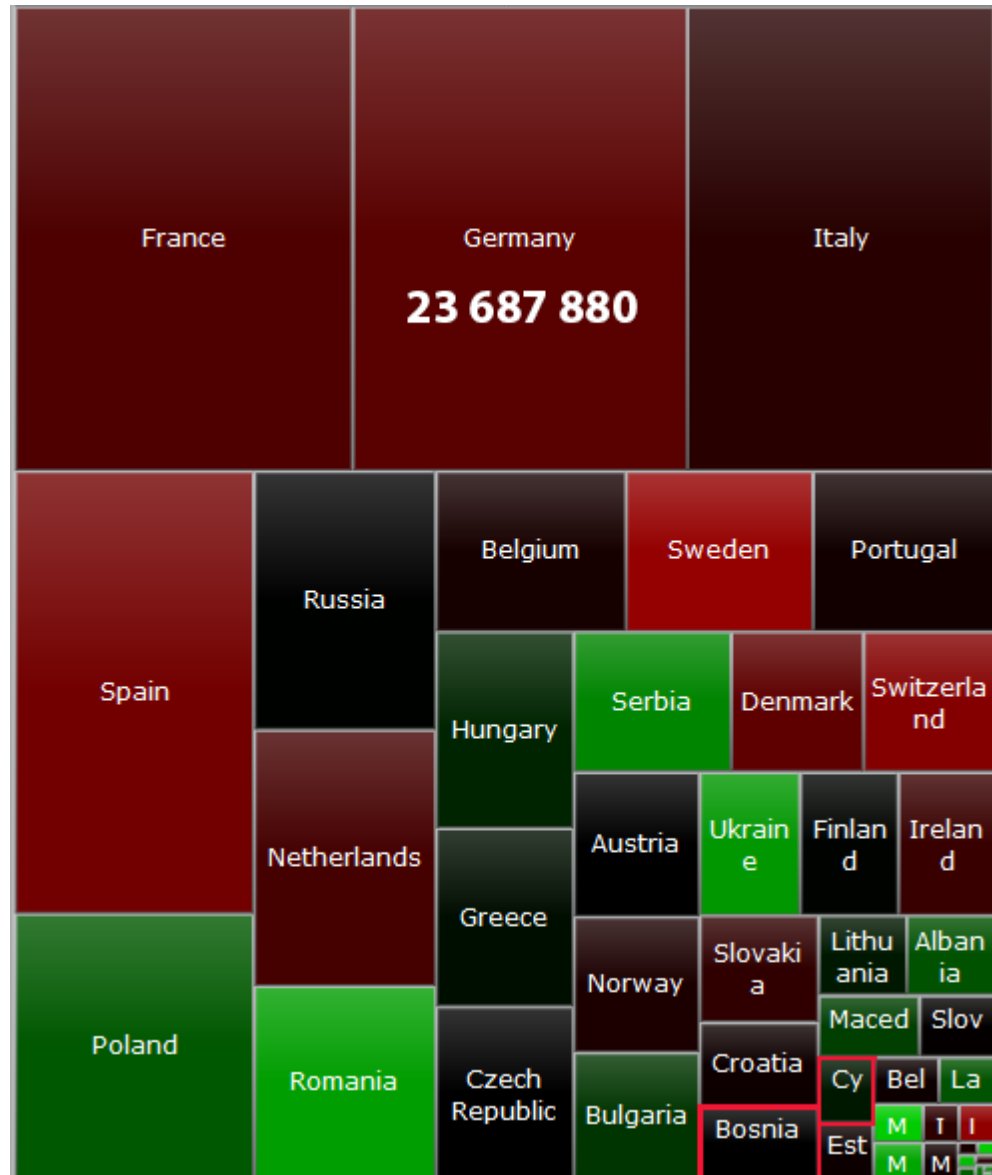 France
Germany
23 687 880
Italy
Spain
Russia
Belgium
Sweden
Portugal
Hungary
Serbia
Denmark
Switzerla
nd
Netherlands
Austria
Ukrain
e
Finlan
d
Irelan
d
Greece
Norway
Slovaki
a
Lithu
ania
Alban
ia
Poland
Romania
Czech
Republic
Bulgaria
Croatia
Maced
Slov
Cy
Bel
La
Bosnia
Est
M
I
M
M